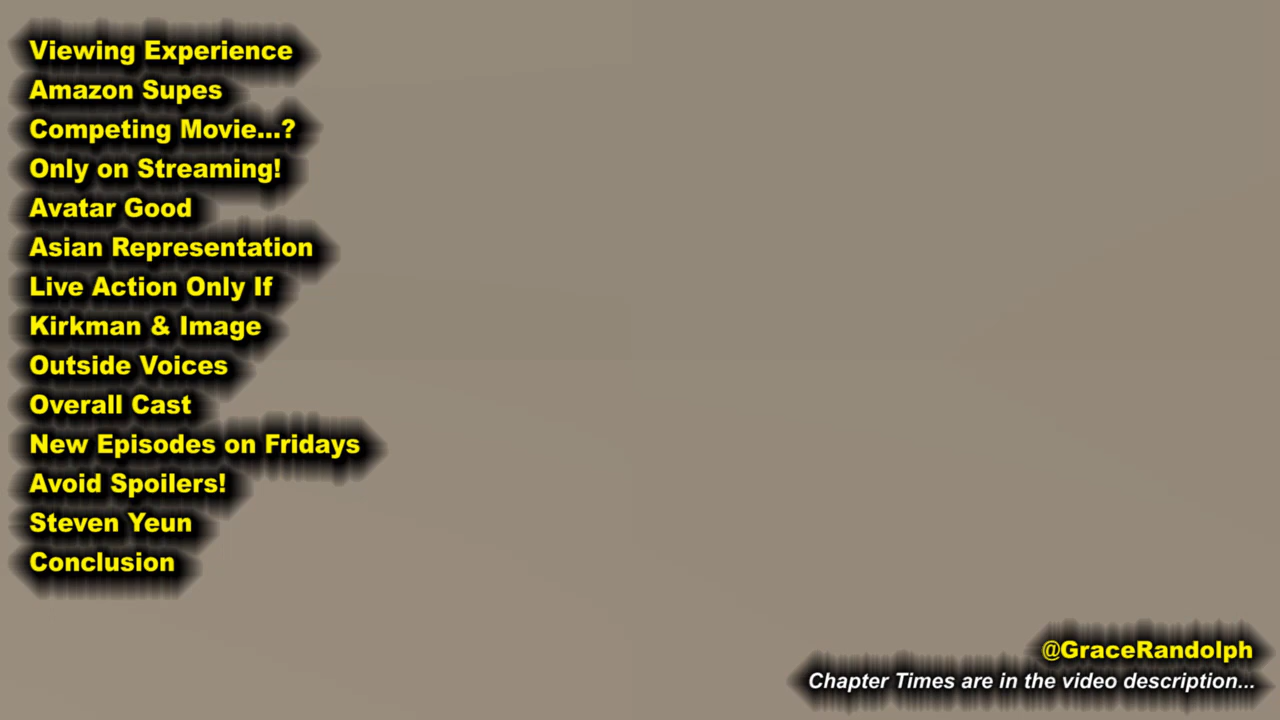 Viewing Experience
Amazon Supes
Competing Movie...?
Only on Streaming!
Avatar Good
Asian Representation
Live Action Only If
Kirkman & Image
Outside Voices
Overall Cast
New Episodes on Fridays
Avoid Spoilers!
Steven Yeun
Conclusion
@GraceRandolph
Chapter Times are in the video description...